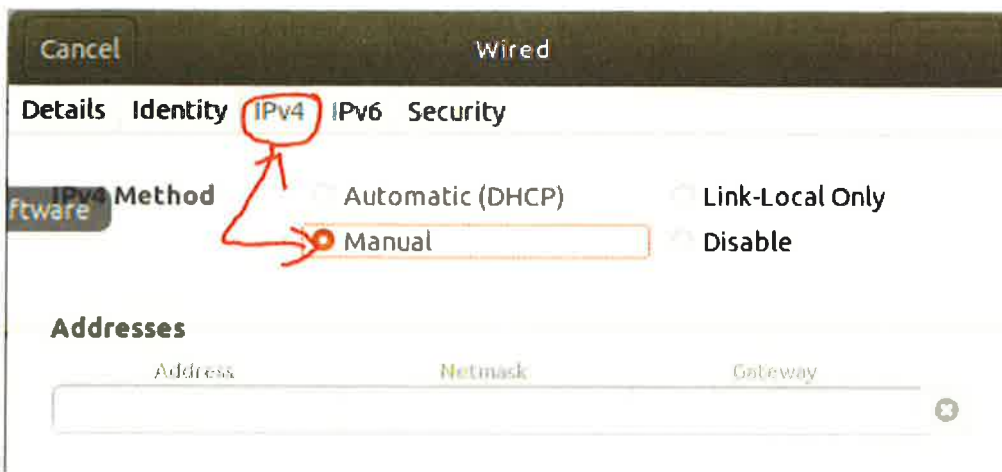 Cancel Wired
Details Identity IPv4 IPv6 Security
IPv4 Method Automatic (DHCP) Link-Local Only
ftware
Manual Disable
Addresses
Address Netmask Gateway